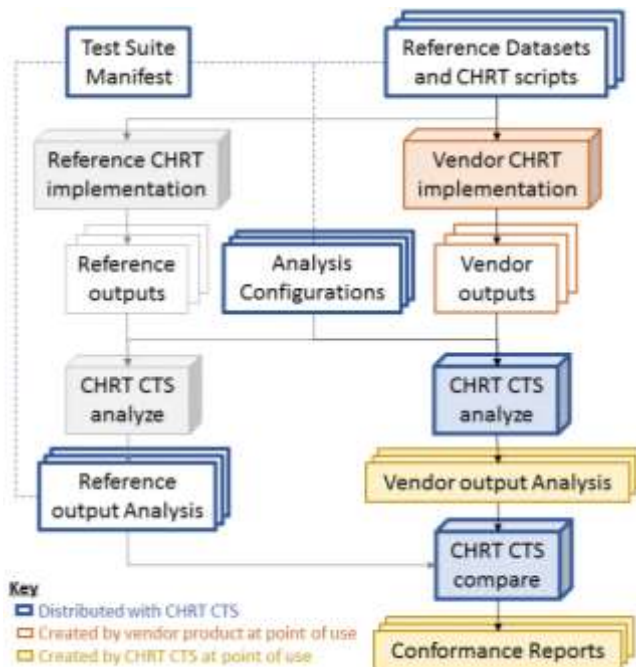 Test Suite
Manifest
Reference Datasets
and CHRT scripts
Reference CHRT
implementation
Vendor CHRT
implementation
Reference
outputs
Analysis
Configurations
Vendor
outputs
CHRT CTS
analyze
CHRT CTS
analyze
Reference
output Analysis
Vendor output Analysis
CHRT CTS
compare
Key
Distributed with CHRT CTS
Created by vendor product at point of use
Created by CHRT CTS at point of use
Conformance Reports